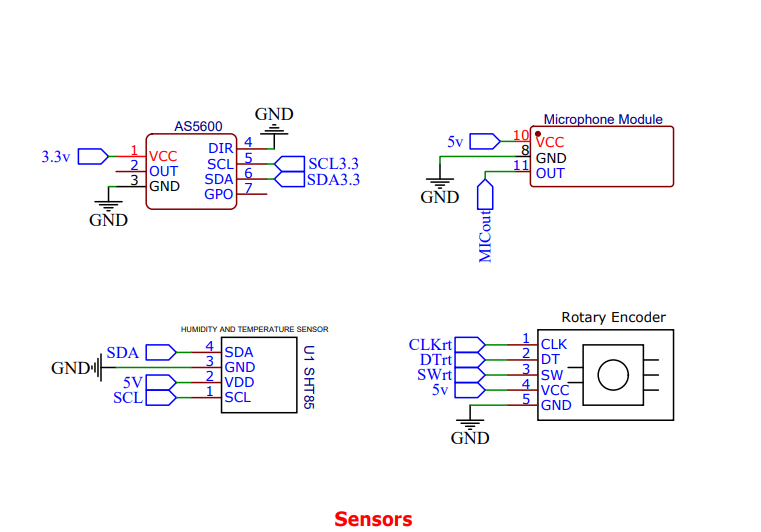 AS5600
GND
3.3v
1 VCC
2 OUT
3 GND
GND
DIR 4
SCL 5 SCL3.3
SDA 6 SDA3.3
GPO 7
Microphone Module
5v 10 VCC
8 GND
11 OUT
GND
MICout
HUMIDITY AND TEMPERATURE SENSOR
SDA 4 SDA
GND 3 GND
5V 2 VDD
SCL 1 SCL
U1 SHT85
Rotary Encoder
CLKrt 1 CLK
DTrt 2 DT
SWrt 3 SW
5v 4 VCC
5 GND
GND
Sensors